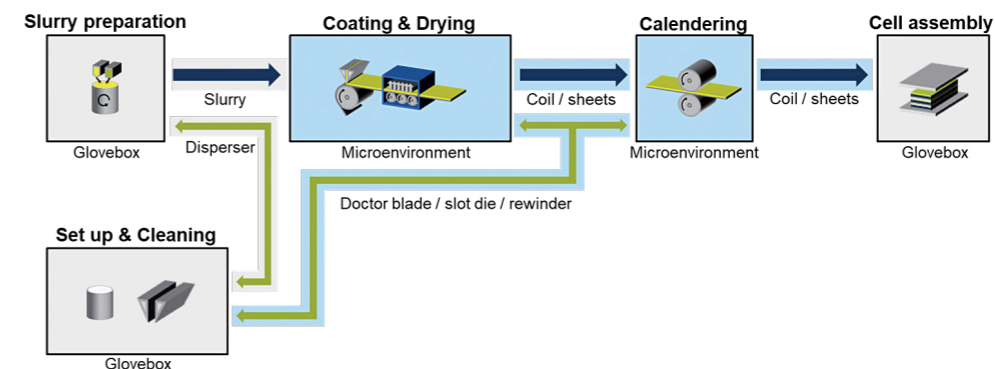 Slurry preparation
Coating & Drying
Calendering
Cell assembly
Slurry
Coil / sheets
Coil / sheets
Glovebox
Disperser
Microenvironment
Microenvironment
Glovebox
Doctor blade / slot die / rewinder
Set up & Cleaning
Glovebox